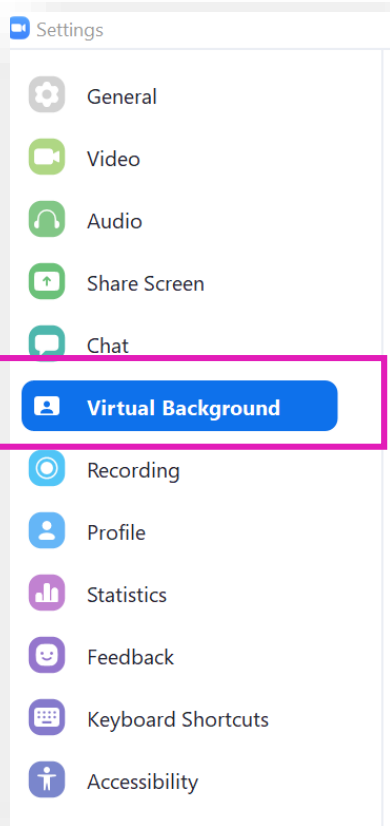 Settings
General
Video
Audio
Share Screen
Chat
Virtual Background
Recording
Profile
Statistics
Feedback
Keyboard Shortcuts
Accessibility